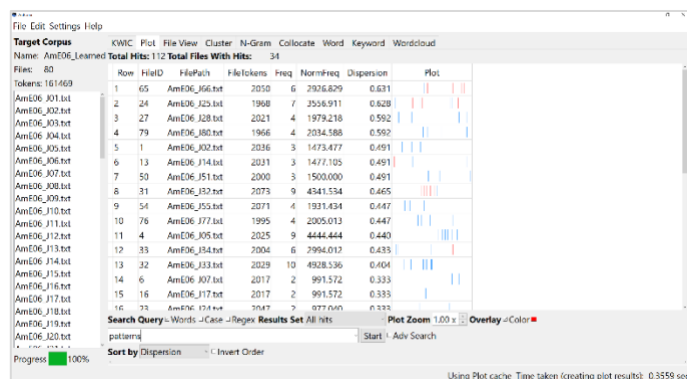 File Edit Settings Help
Target Corpus
Name: AmE06_Learned
Files: 80
Tokens: 161469
AmE06_J01.txt
AmE06_J02.txt
AmE06_J03.txt
AmE06_J04.txt
AmE06_J05.txt
AmE06_J06.txt
AmE06_J07.txt
AmE06_J08.txt
AmE06_J09.txt
AmE06_J10.txt
AmE06_J11.txt
AmE06_J12.txt
AmE06_J13.txt
AmE06_J14.txt
AmE06_J15.txt
AmE06_J16.txt
AmE06_J17.txt
AmE06_J18.txt
AmE06_J19.txt
AmE06_J20.txt
Progress 100%
KWIC Plot File View Cluster N-Gram Collocate Word Keyword Wordcloud
Total Hits: 112 Total Files With Hits: 34
Row FileID FilePath FileTokens Freq NormFreq Dispersion Plot
1 65 AmE06_J66.txt 2050 6 2926.829 0.631
2 24 AmE06_J25.txt 1968 7 3556.911 0.628
3 27 AmE06_J28.txt 2021 4 1979.218 0.592
4 79 AmE06_J80.txt 1966 4 2034.588 0.592
5 1 AmE06_J02.txt 2036 3 1473.477 0.491
6 13 AmE06_J14.txt 2031 3 1477.105 0.491
7 50 AmE06_J51.txt 2000 3 1500.000 0.491
8 31 AmE06_J32.txt 2073 9 4341.534 0.465
9 54 AmE06_J55.txt 2071 4 1931.434 0.447
10 76 AmE06_J77.txt 1995 4 2005.013 0.447
11 4 AmE06_J05.txt 2025 9 4444.444 0.440
12 33 AmE06_J34.txt 2004 6 2994.012 0.433
13 32 AmE06_J33.txt 2029 10 4928.536 0.404
14 6 AmE06_J07.txt 2017 2 991.572 0.333
15 16 AmE06_J17.txt 2017 2 991.572 0.333
16 23 AmE06_J24.txt 2047 2 977.040 0.333
Search Query Words Case Regex Results Set All hits Plot Zoom 1.00 x Overlay Color
patterns Start Adv Search
Sort by Dispersion Invert Order
Using Plot cache Time taken (creating plot results): 0.3559 sec